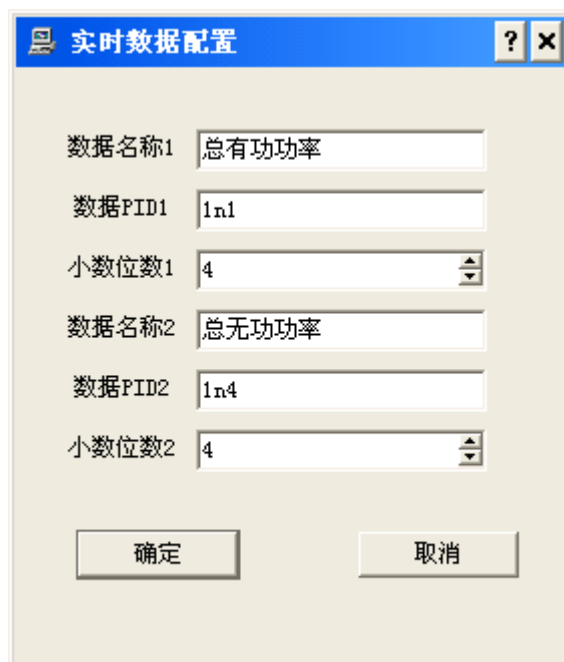 实时数据配置 ? ×
数据名称1 总有功功率
数据PID1 1n1
小数位数1 4
数据名称2 总无功功率
数据PID2 1n4
小数位数2 4
确定 取消